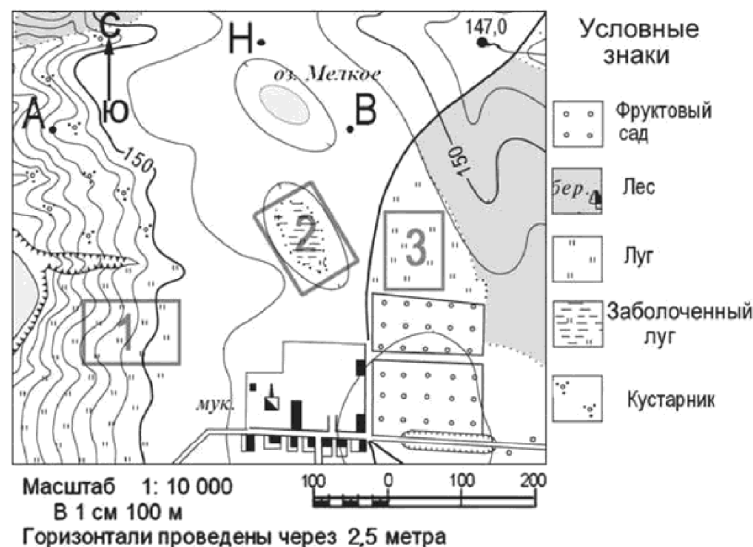 С
Н
147,0
оз. Мелкое
А
Ю
В
150
150
2
3
1
мук.
Условные
знаки
Фруктовый
сад
бер.
Лес
Луг
Заболоченный
луг
Кустарник
Масштаб 1: 10 000
В 1 см 100 м
100 0 100 200
Горизонтали проведены через 2,5 метра